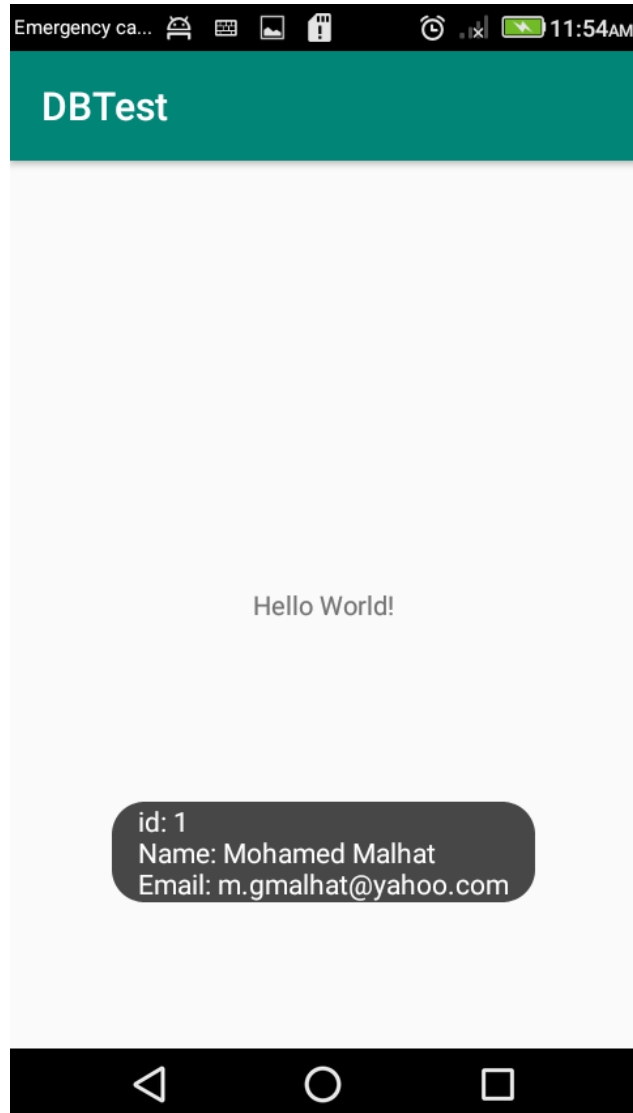 Emergency ca... 11:54AM
DBTest
Hello World!
id: 1
Name: Mohamed Malhat
Email: m.gmalhat@yahoo.com